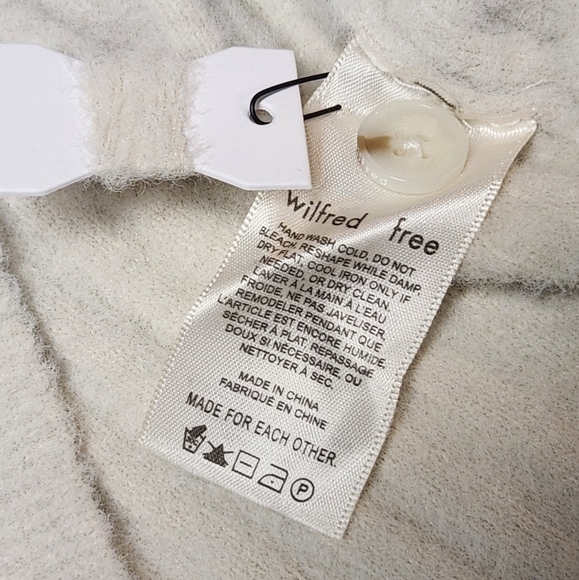 wilfred free
HAND WASH COLD, DO NOT
BLEACH. RESHAPE WHILE DAMP
DRY FLAT. COOL IRON ONLY IF
NEEDED, OR DRY CLEAN.
LAVER À LA MAIN À L'EAU
FROIDE. NE PAS JAVELISER.
REMODELER PENDANT QUE
L'ARTICLE EST ENCORE HUMIDE.
SÉCHER À PLAT. REPASSAGE
DOUX SI NÉCESSAIRE, OU
NETTOYER À SEC.
MADE IN CHINA
FABRIQUÉ EN CHINE
MADE FOR EACH OTHER.
P